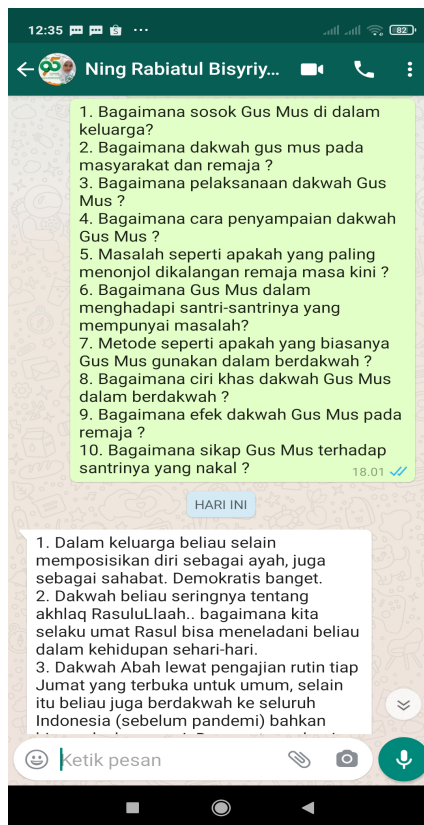 12:35
82
Ning Rabiatul Bisyriy...
1. Bagaimana sosok Gus Mus di dalam
keluarga?
2. Bagaimana dakwah gus mus pada
masyarakat dan remaja ?
3. Bagaimana pelaksanaan dakwah Gus
Mus ?
4. Bagaimana cara penyampaian dakwah
Gus Mus ?
5. Masalah seperti apakah yang paling
menonjol dikalangan remaja masa kini ?
6. Bagaimana Gus Mus dalam
menghadapi santri-santrinya yang
mempunyai masalah?
7. Metode seperti apakah yang biasanya
Gus Mus gunakan dalam berdakwah ?
8. Bagaimana ciri khas dakwah Gus Mus
dalam berdakwah ?
9. Bagaimana efek dakwah Gus Mus pada
remaja ?
10. Bagaimana sikap Gus Mus terhadap
santrinya yang nakal ?
18.01
HARI INI
1. Dalam keluarga beliau selain
memposisikan diri sebagai ayah, juga
sebagai sahabat. Demokratis banget.
2. Dakwah beliau seringnya tentang
akhlaq RasuluLlaah.. bagaimana kita
selaku umat Rasul bisa meneladani beliau
dalam kehidupan sehari-hari.
3. Dakwah Abah lewat pengajian rutin tiap
Jumat yang terbuka untuk umum, selain
itu beliau juga berdakwah ke seluruh
Indonesia (sebelum pandemi) bahkan
Ketik pesan